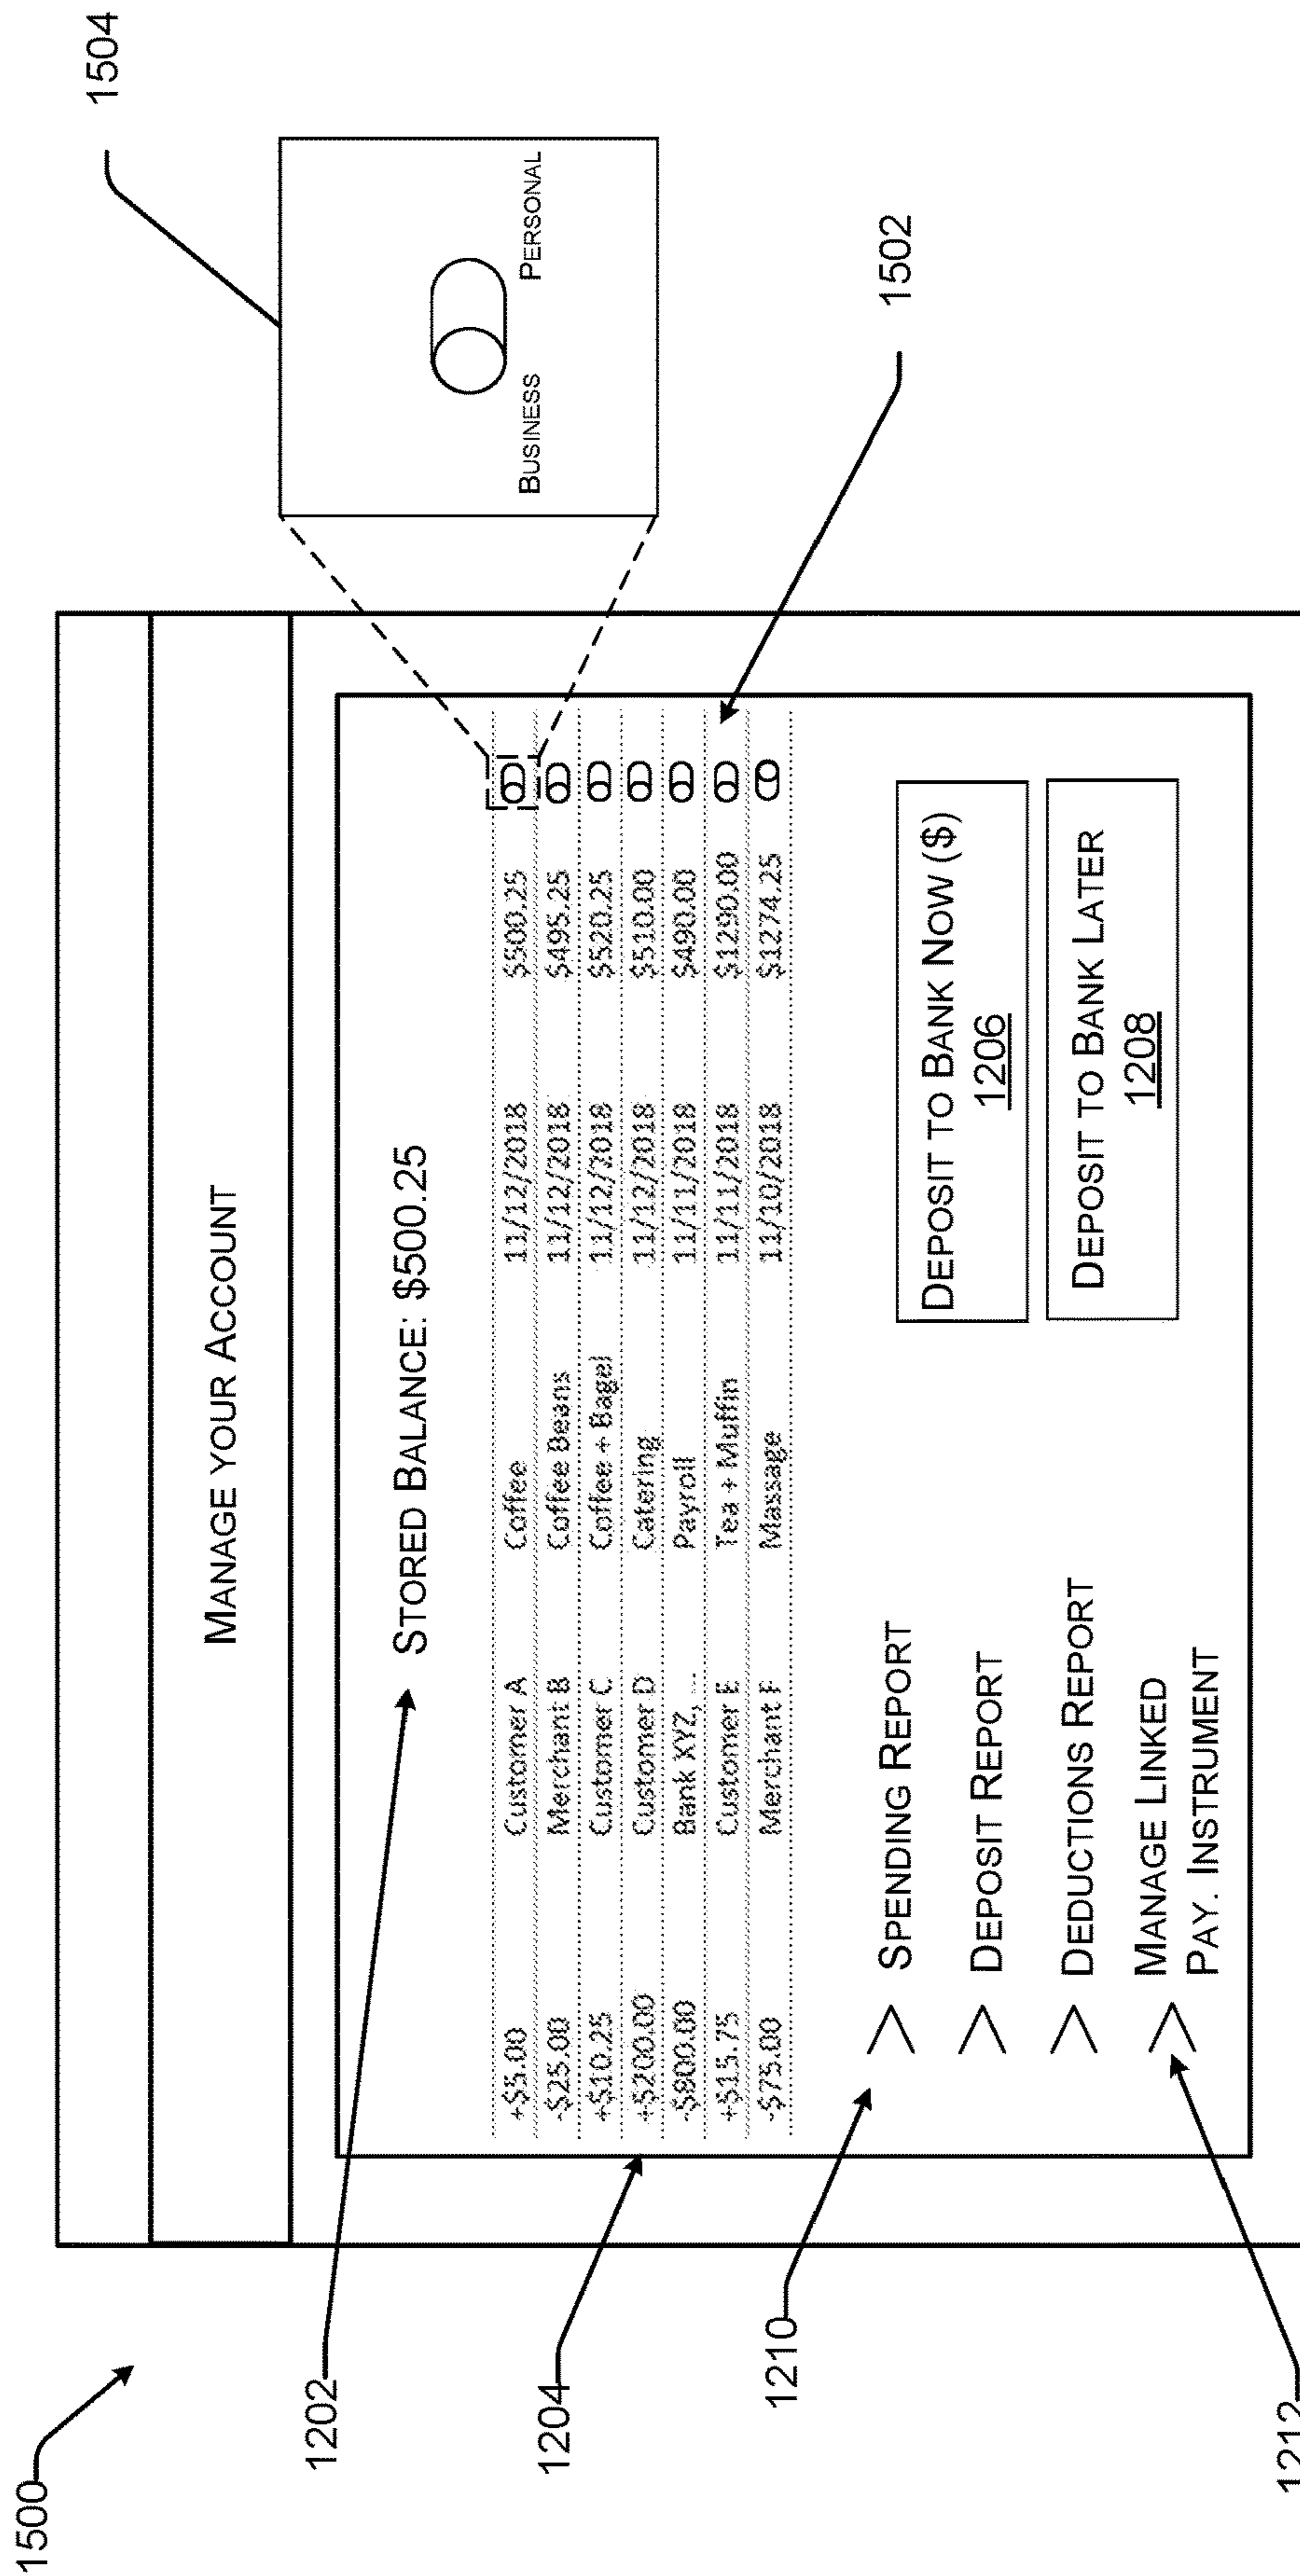 1500
MANAGE YOUR ACCOUNT
1202
STORED BALANCE: $500.25
1504
BUSINESS PERSONAL
1204
+$5.00 Customer A Coffee 11/12/2018 $500.25
-$25.00 Merchant B Coffee Beans 11/12/2018 $495.25
+$10.25 Customer C Coffee + Bagel 11/12/2018 $520.25
+$200.00 Customer D Catering 11/12/2018 $510.00
-$800.00 Bank XYZ, ... Payroll 11/11/2018 $490.00
+$15.75 Customer E Tea + Muffin 11/11/2018 $1290.00
-$75.00 Merchant F Massage 11/10/2018 $1274.25
1502
1210
> SPENDING REPORT
> DEPOSIT REPORT
> DEDUCTIONS REPORT
> MANAGE LINKED
PAY. INSTRUMENT
1212
DEPOSIT TO BANK NOW ($)
1206
DEPOSIT TO BANK LATER
1208